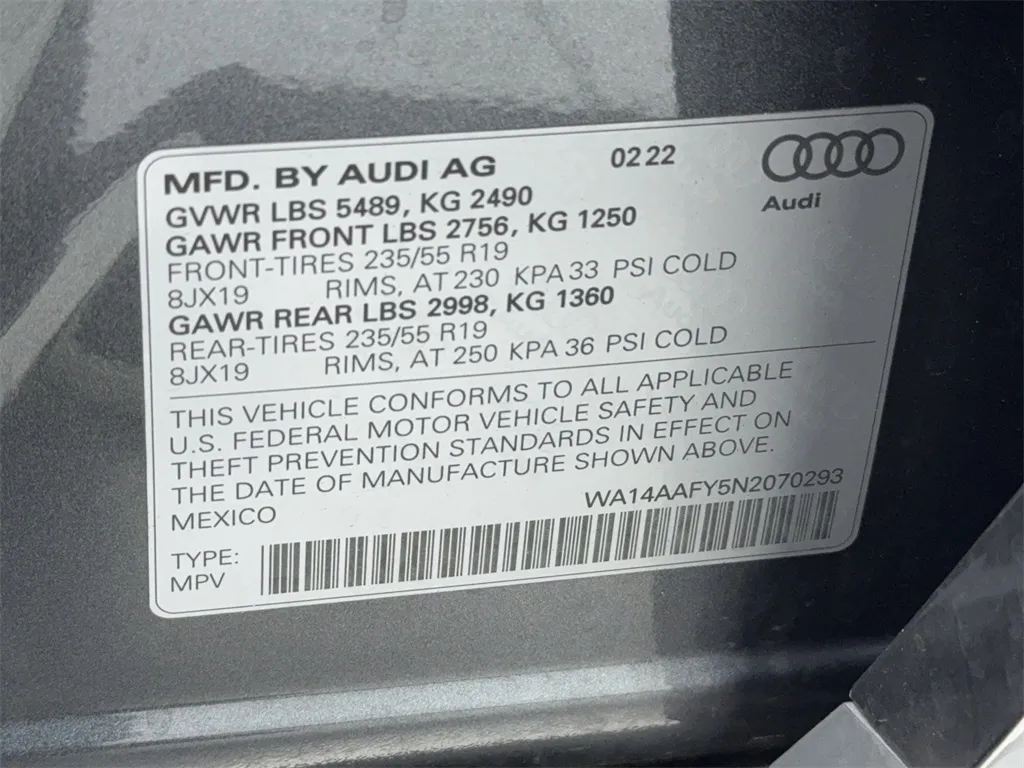 MFD. BY AUDI AG 02 22
Audi
GVWR LBS 5489, KG 2490
GAWR FRONT LBS 2756, KG 1250
FRONT-TIRES 235/55 R19
8JX19 RIMS, AT 230 KPA 33 PSI COLD
GAWR REAR LBS 2998, KG 1360
REAR-TIRES 235/55 R19
8JX19 RIMS, AT 250 KPA 36 PSI COLD
THIS VEHICLE CONFORMS TO ALL APPLICABLE
U.S. FEDERAL MOTOR VEHICLE SAFETY AND
THEFT PREVENTION STANDARDS IN EFFECT ON
THE DATE OF MANUFACTURE SHOWN ABOVE.
MEXICO WA14AAFY5N2070293
TYPE:
MPV